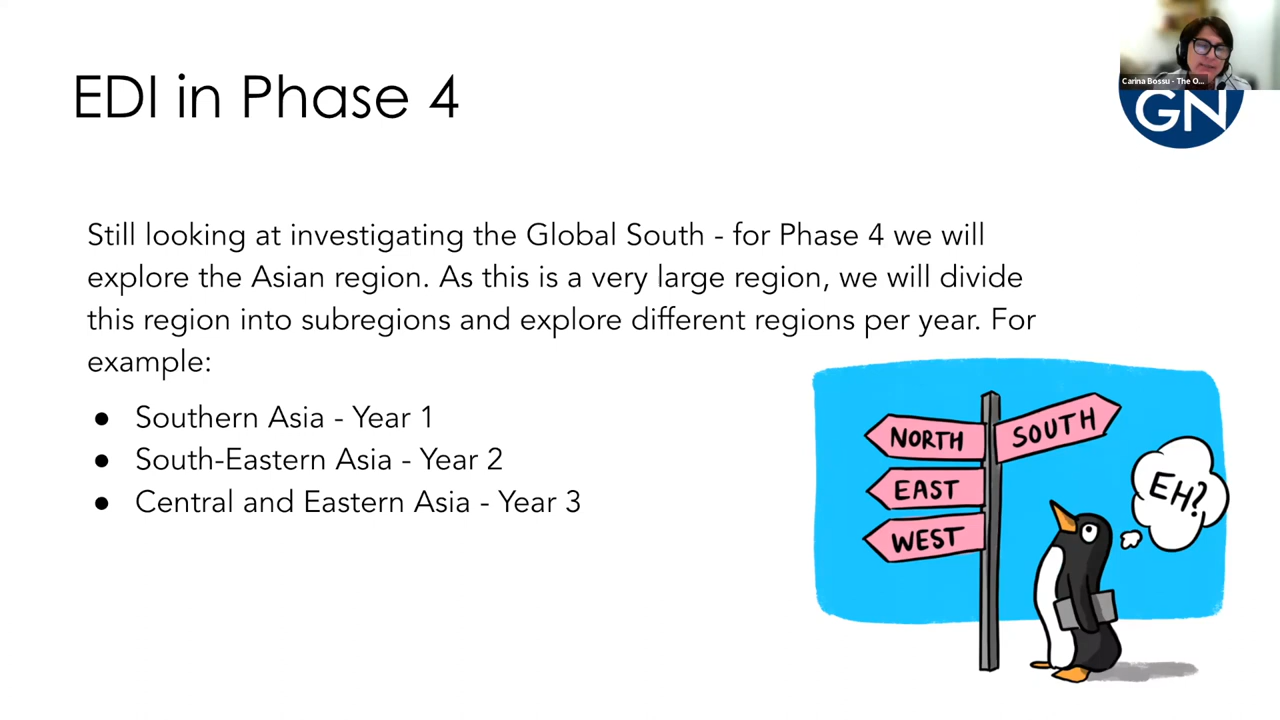 EDI in Phase 4
Carina Bossu - The O...
GN
Still looking at investigating the Global South - for Phase 4 we will
explore the Asian region. As this is a very large region, we will divide
this region into subregions and explore different regions per year. For
example:
● Southern Asia - Year 1
● South-Eastern Asia - Year 2
● Central and Eastern Asia - Year 3
NORTH
SOUTH
EAST
WEST
EH?